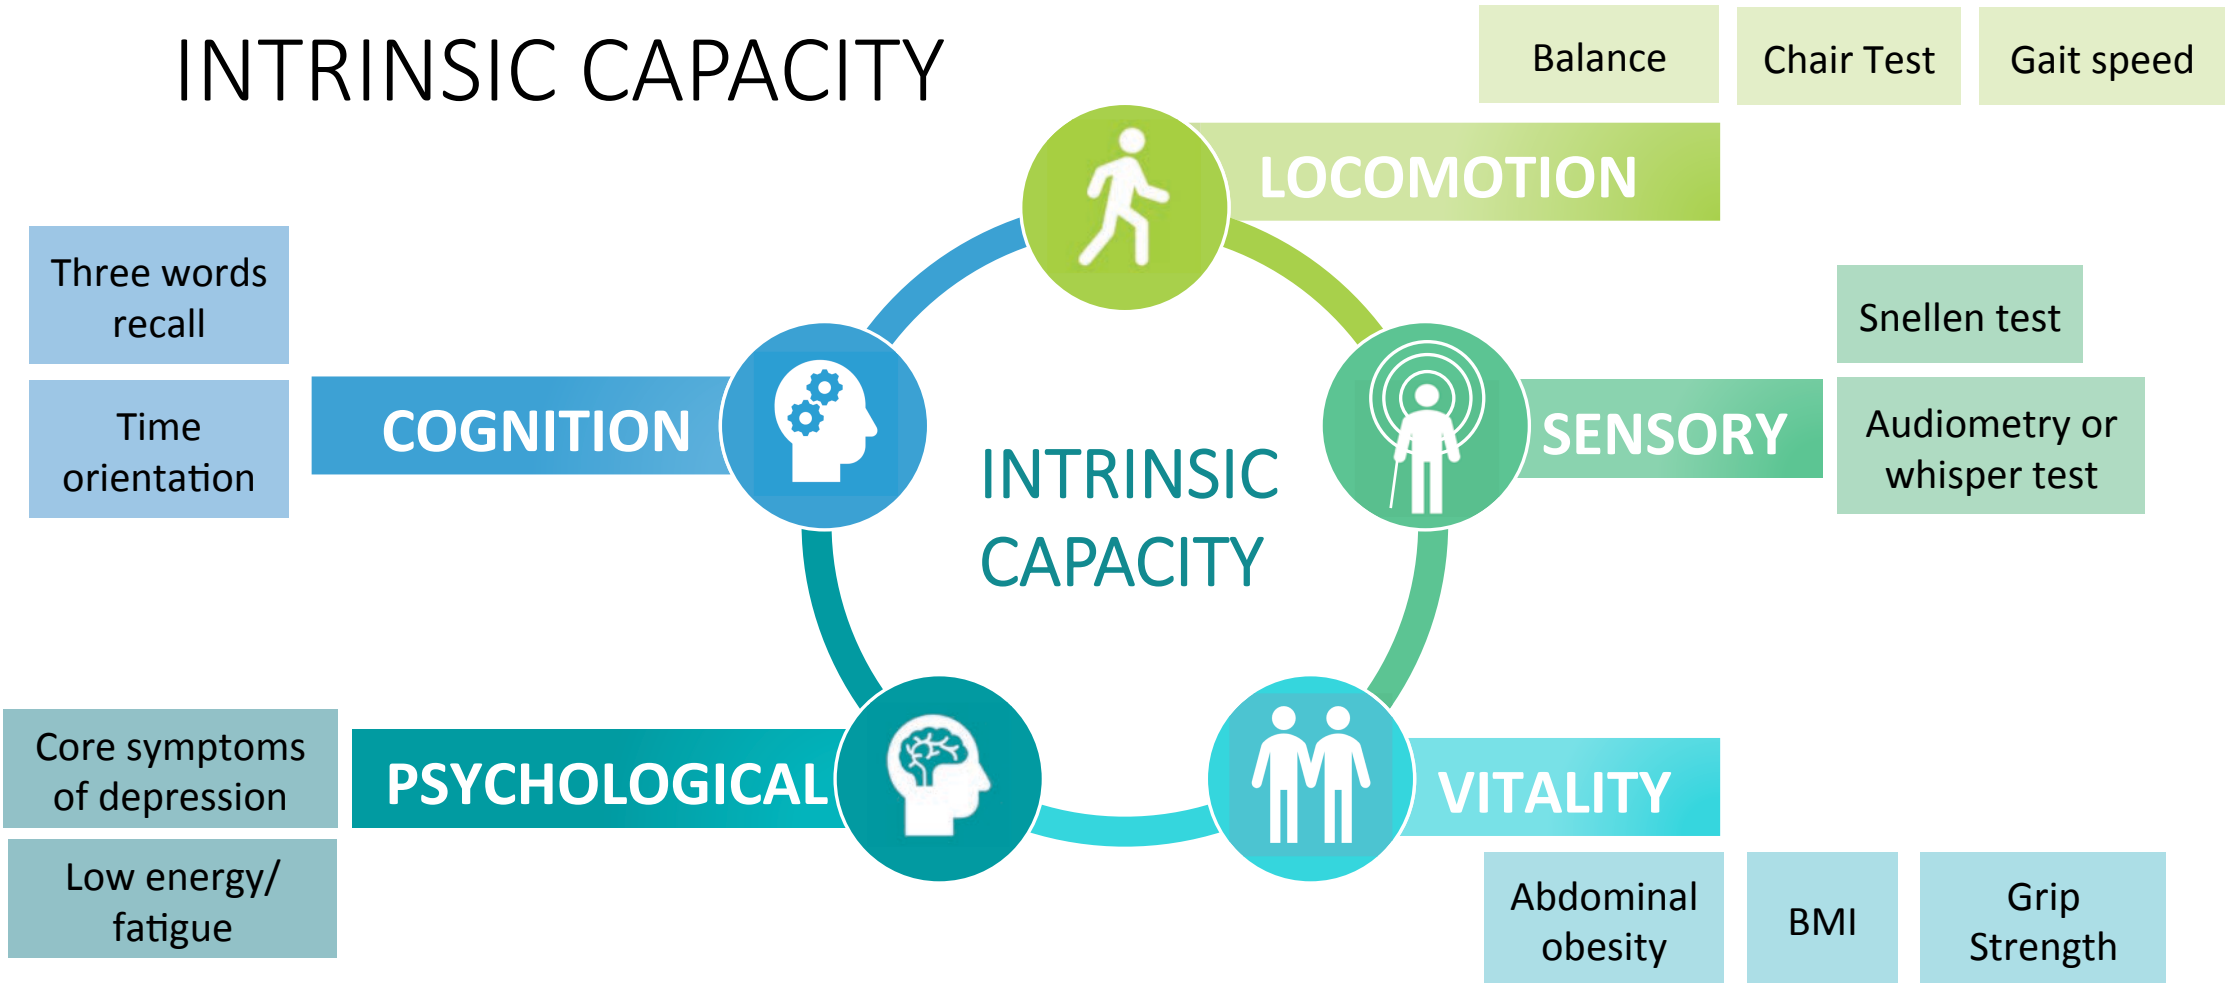 INTRINSIC CAPACITY
Balance
Chair Test
Gait speed
LOCOMOTION
Three words
recall
Time
orientation
COGNITION
Snellen test
Audiometry or
whisper test
SENSORY
INTRINSIC
CAPACITY
Core symptoms
of depression
Low energy/
fatigue
PSYCHOLOGICAL
VITALITY
Abdominal
obesity
BMI
Grip
Strength